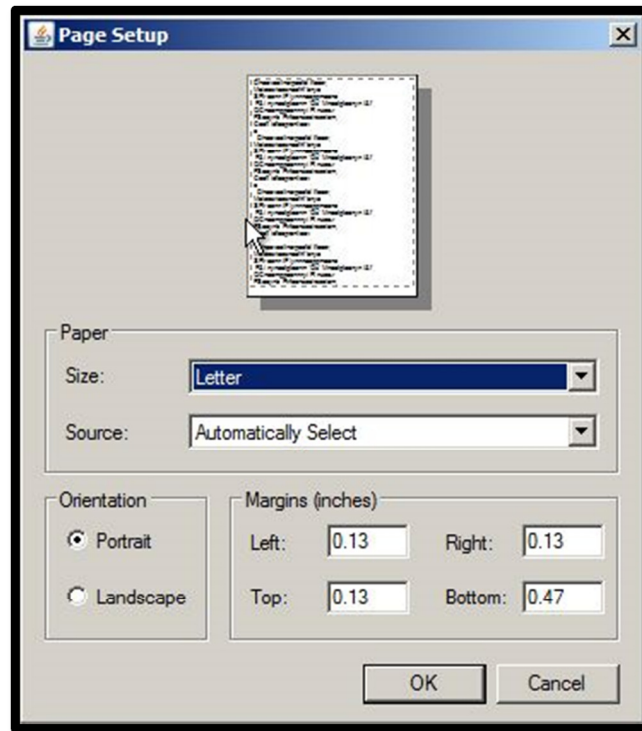 Page Setup
Paper
Size: Letter
Source: Automatically Select
Orientation
Portrait
Landscape
Margins (inches)
Left: 0.13 Right: 0.13
Top: 0.13 Bottom: 0.47
OK Cancel